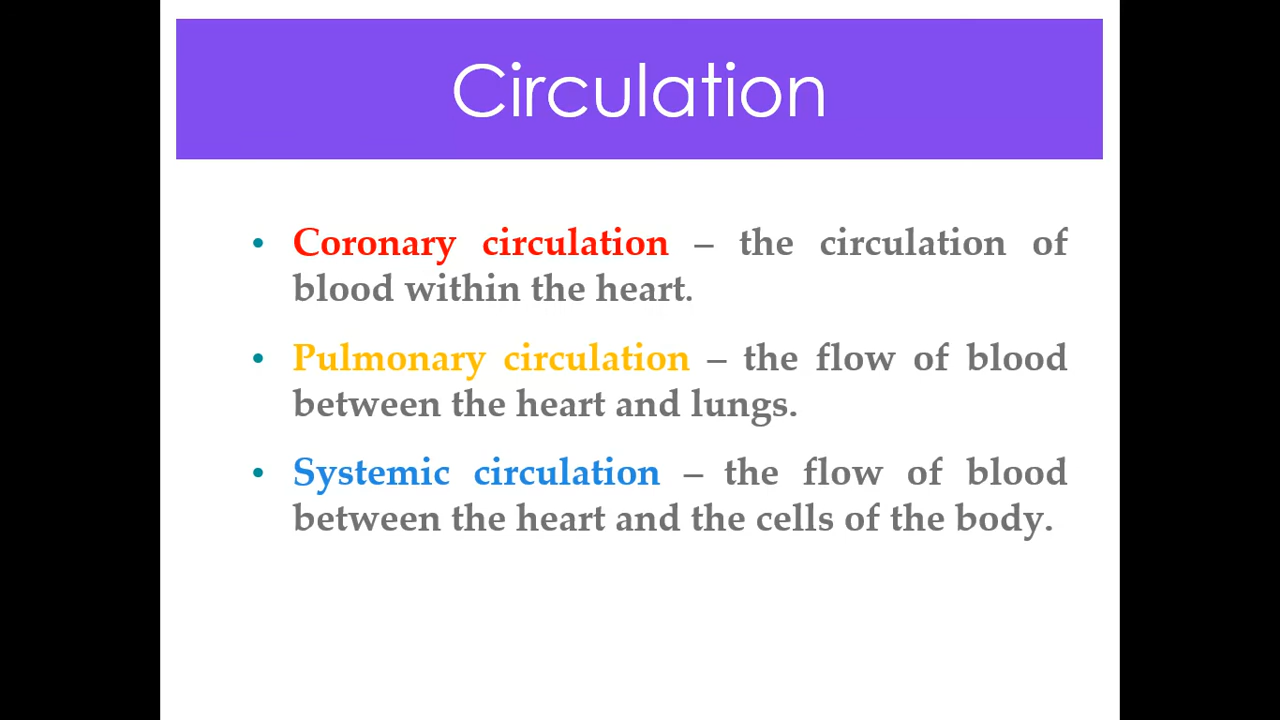 Circulation
• Coronary circulation – the circulation of
blood within the heart.
• Pulmonary circulation – the flow of blood
between the heart and lungs.
• Systemic circulation – the flow of blood
between the heart and the cells of the body.